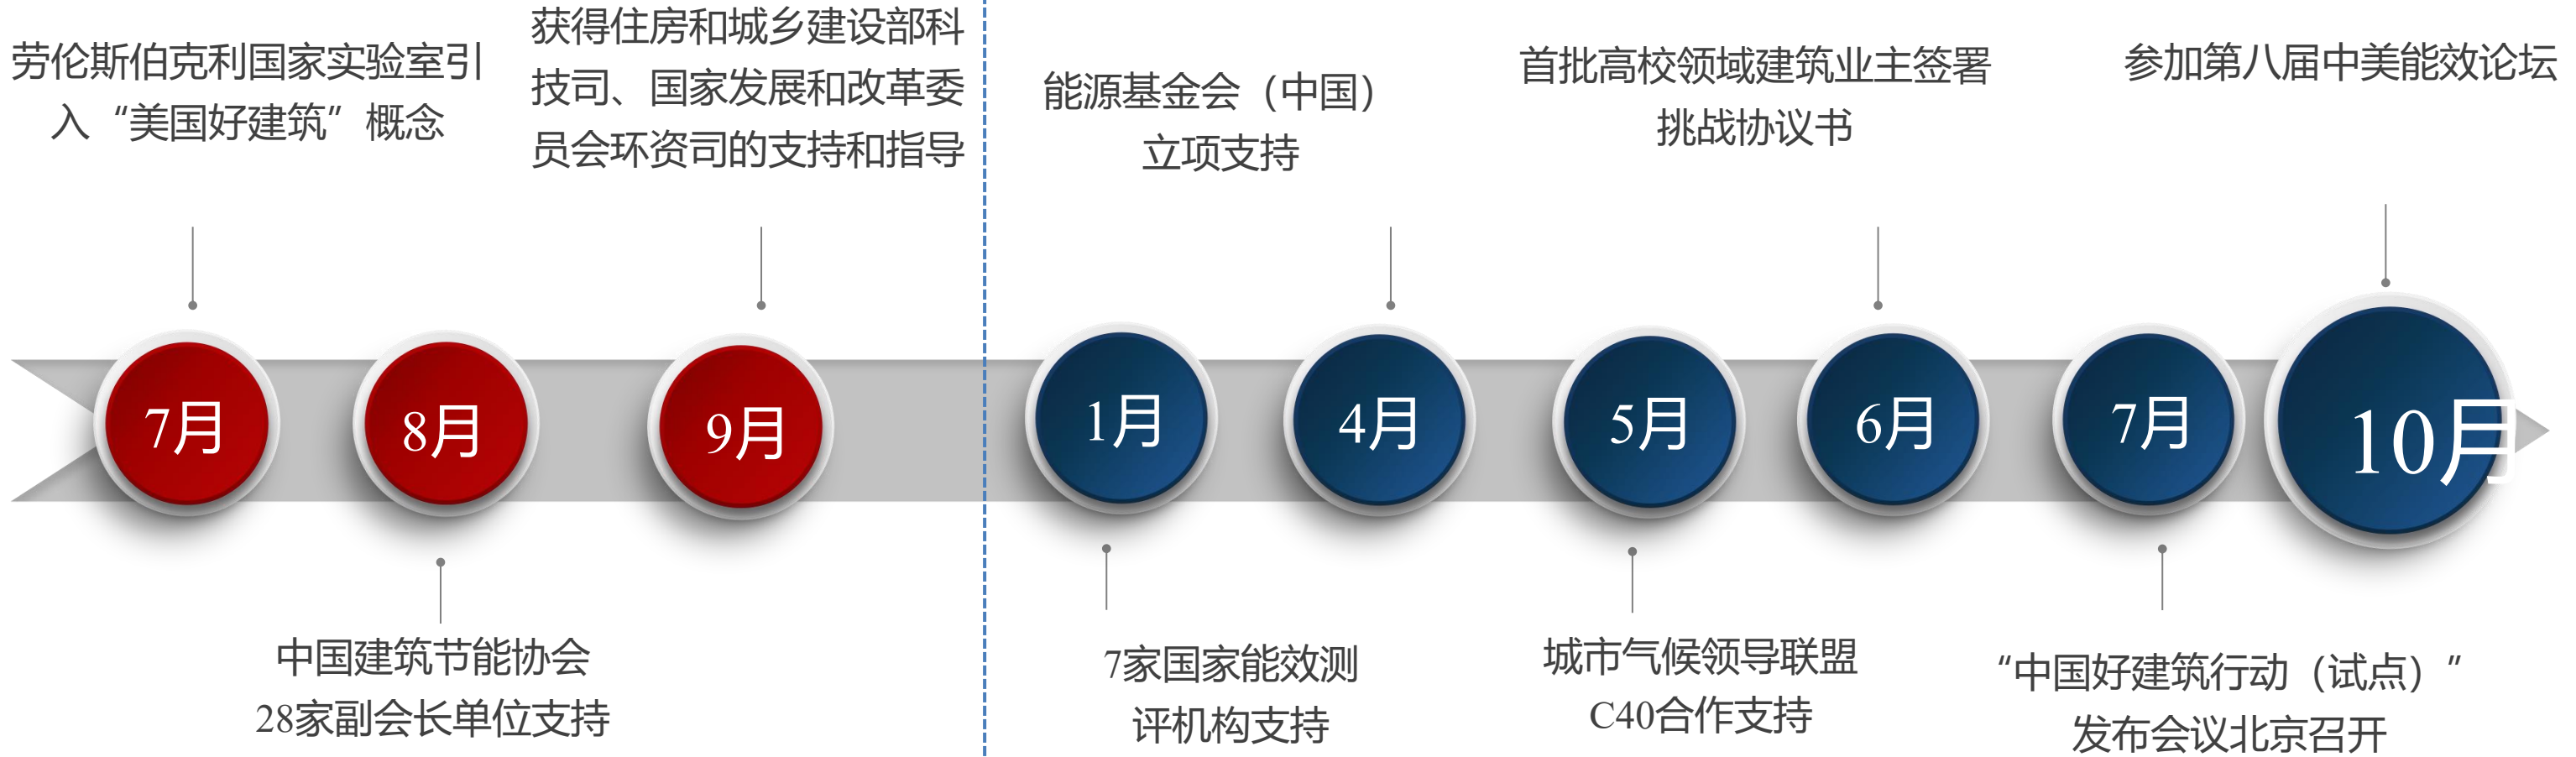 劳伦斯伯克利国家实验室引
入“美国好建筑”概念
获得住房和城乡建设部科
技司、国家发展和改革委
员会环资司的支持和指导
能源基金会（中国）
立项支持
首批高校领域建筑业主签署
挑战协议书
参加第八届中美能效论坛
7月
8月
9月
1月
4月
5月
6月
7月
10月
中国建筑节能协会
28家副会长单位支持
7家国家能效测
评机构支持
城市气候领导联盟
C40合作支持
“中国好建筑行动（试点）”
发布会议北京召开